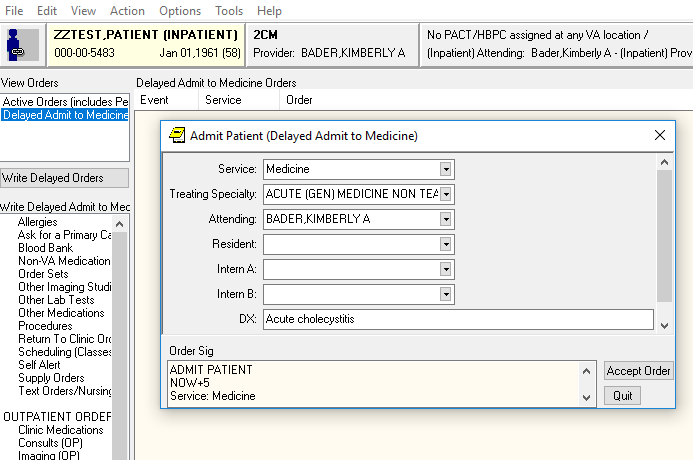 File Edit View Action Options Tools Help
ZZTEST,PATIENT (INPATIENT)
000-00-5483 Jan 01,1961 (58)
2CM
Provider: BADER,KIMBERLY A
No PACT/HBPC assigned at any VA location /
(Inpatient) Attending: Bader,Kimberly A - (Inpatient) Prov
View Orders
Active Orders (includes Pe
Delayed Admit to Medicine
Write Delayed Orders
Write Delayed Admit to Med
Allergies
Ask for a Primary Ca
Blood Bank
Non-VA Medication
Order Sets
Other Imaging Studi
Other Lab Tests
Other Medications
Procedures
Return To Clinic Ord
Scheduling (Classes
Self Alert
Supply Orders
Text Orders/Nursing
OUTPATIENT ORDER
Clinic Medications
Consults (OP)
Imaging (OP)
Delayed Admit to Medicine Orders
Event Service Order
Admit Patient (Delayed Admit to Medicine)
Service: Medicine
Treating Specialty: ACUTE (GEN) MEDICINE NON TEA
Attending: BADER,KIMBERLY A
Resident:
Intern A:
Intern B:
DX: Acute cholecystitis
Order Sig
ADMIT PATIENT
NOW+5
Service: Medicine
Accept Order
Quit